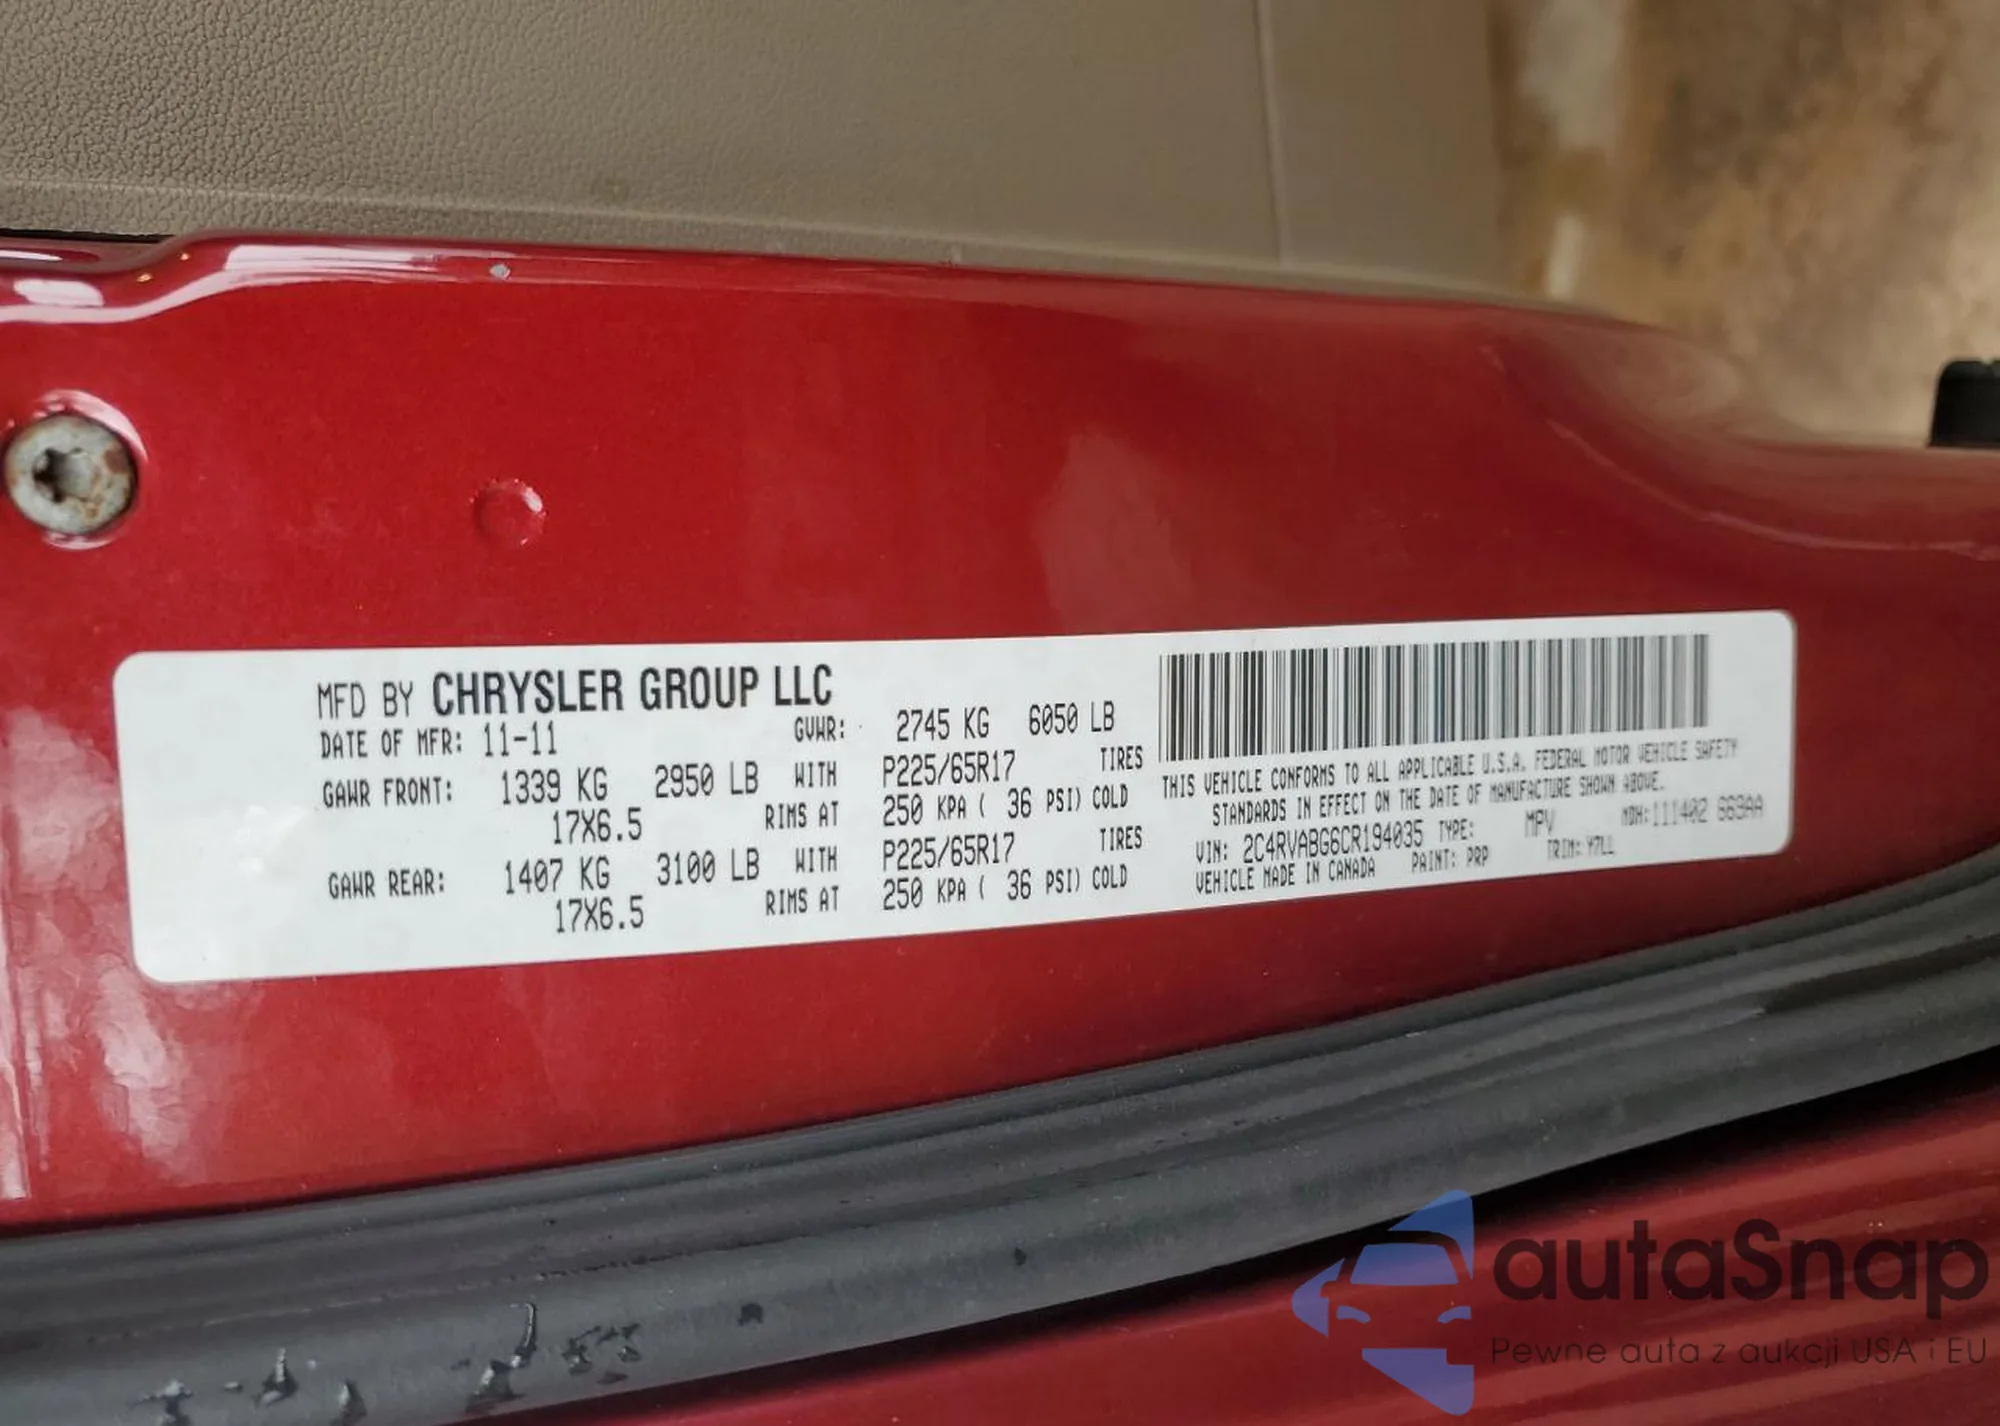 MFD BY CHRYSLER GROUP LLC
DATE OF MFR: 11-11 GVWR: 2745 KG 6050 LB
GAWR FRONT: 1339 KG 2950 LB WITH P225/65R17 TIRES
17X6.5 RIMS AT 250 KPA ( 36 PSI) COLD
GAWR REAR: 1407 KG 3100 LB WITH P225/65R17 TIRES
17X6.5 RIMS AT 250 KPA ( 36 PSI) COLD
THIS VEHICLE CONFORMS TO ALL APPLICABLE U.S.A. FEDERAL MOTOR VEHICLE SAFETY
STANDARDS IN EFFECT ON THE DATE OF MANUFACTURE SHOWN ABOVE.
VIN: 2C4RVABG6CR194035 TYPE: MPV MDH: 111402
VEHICLE MADE IN CANADA PAINT: PRP TRIM: Y7LL
autaSnap
Pewne auta z aukcji USA i EU